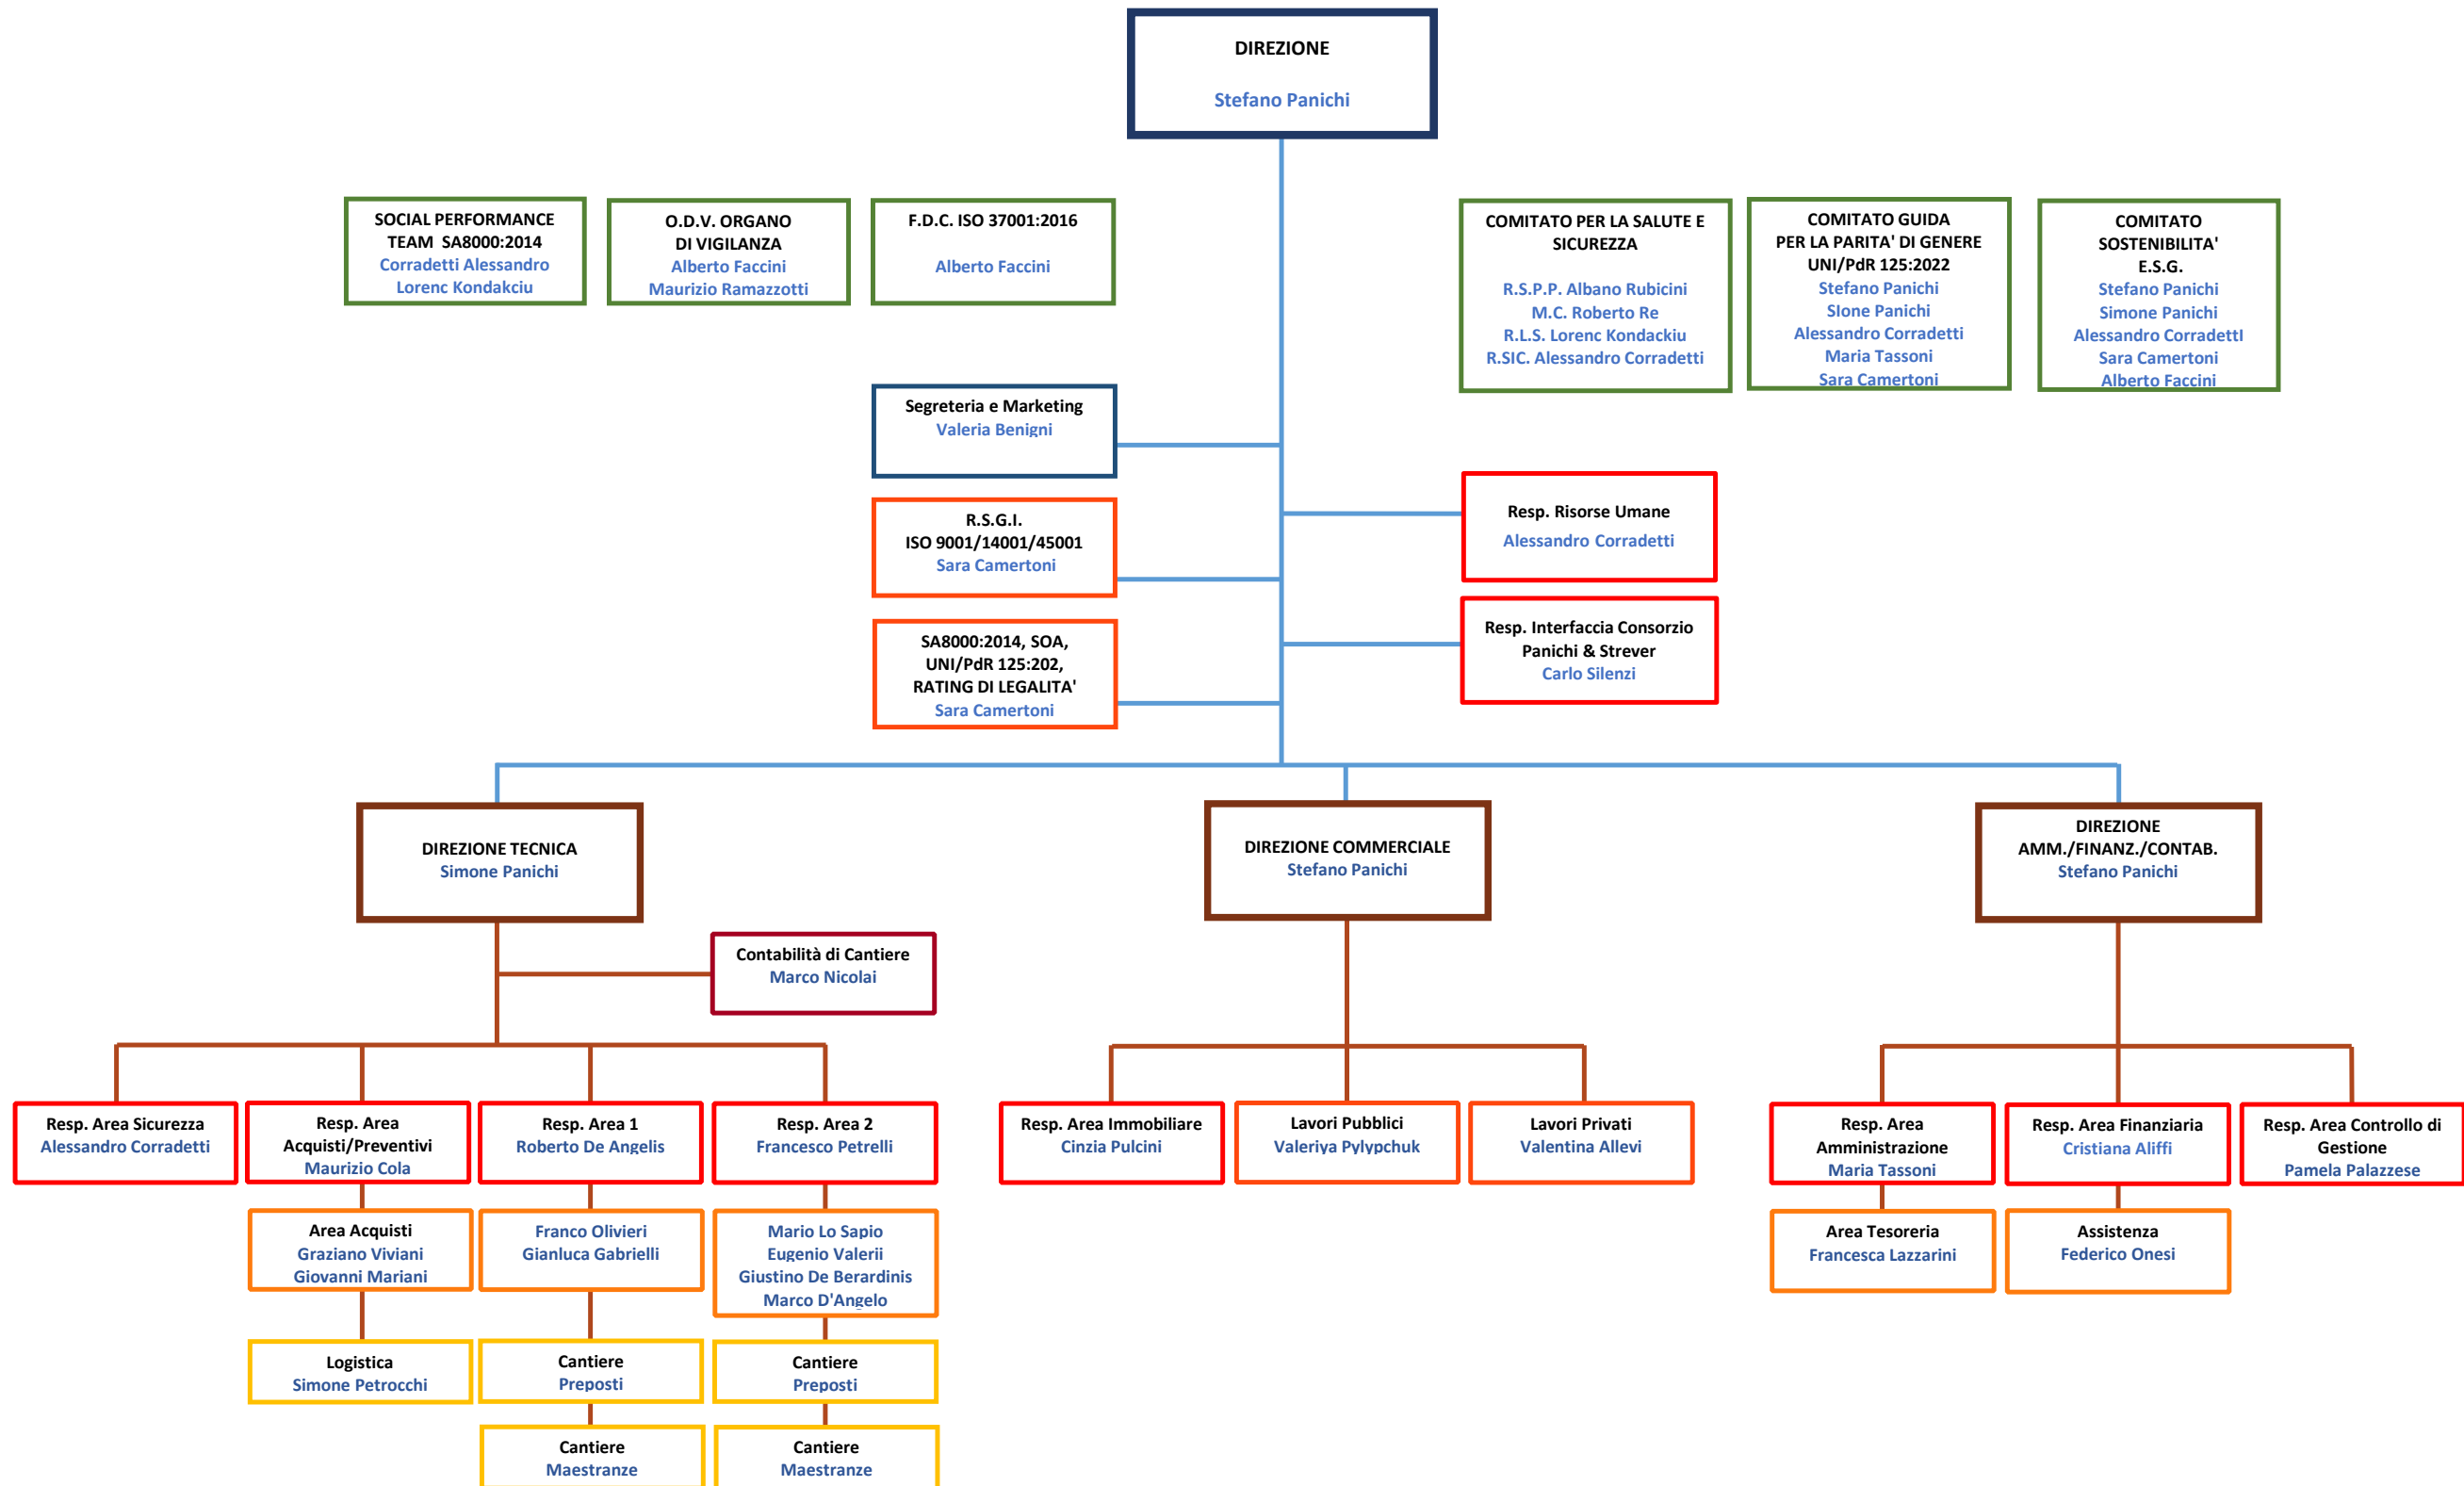 DIREZIONE
Stefano Panichi
SOCIAL PERFORMANCE
TEAM SA8000:2014
Corradetti Alessandro
Lorenc Kondakciu
O.D.V. ORGANO
DI VIGILANZA
Alberto Faccini
Maurizio Ramazzotti
F.D.C. ISO 37001:2016
Alberto Faccini
COMITATO PER LA SALUTE E
SICUREZZA
R.S.P.P. Albano Rubicini
M.C. Roberto Re
R.L.S. Lorenc Kondackiu
R.SIC. Alessandro Corradetti
COMITATO GUIDA
PER LA PARITA' DI GENERE
UNI/PdR 125:2022
Stefano Panichi
SIone Panichi
Alessandro Corradetti
Maria Tassoni
Sara Camertoni
COMITATO
SOSTENIBILITA'
E.S.G.
Stefano Panichi
Simone Panichi
Alessandro CorradettI
Sara Camertoni
Alberto Faccini
Segreteria e Marketing
Valeria Benigni
R.S.G.I.
ISO 9001/14001/45001
Sara Camertoni
Resp. Risorse Umane
Alessandro Corradetti
SA8000:2014, SOA,
UNI/PdR 125:202,
RATING DI LEGALITA'
Sara Camertoni
Resp. Interfaccia Consorzio
Panichi & Strever
Carlo Silenzi
DIREZIONE TECNICA
Simone Panichi
DIREZIONE COMMERCIALE
Stefano Panichi
DIREZIONE
AMM./FINANZ./CONTAB.
Stefano Panichi
Contabilità di Cantiere
Marco Nicolai
Resp. Area Sicurezza
Alessandro Corradetti
Resp. Area
Acquisti/Preventivi
Maurizio Cola
Resp. Area 1
Roberto De Angelis
Resp. Area 2
Francesco Petrelli
Resp. Area Immobiliare
Cinzia Pulcini
Lavori Pubblici
Valeriya Pylypchuk
Lavori Privati
Valentina Allevi
Resp. Area
Amministrazione
Maria Tassoni
Resp. Area Finanziaria
Cristiana Aliffi
Resp. Area Controllo di
Gestione
Pamela Palazzese
Area Acquisti
Graziano Viviani
Giovanni Mariani
Franco Olivieri
Gianluca Gabrielli
Mario Lo Sapio
Eugenio Valerii
Giustino De Berardinis
Marco D'Angelo
Area Tesoreria
Francesca Lazzarini
Assistenza
Federico Onesi
Logistica
Simone Petrocchi
Cantiere
Preposti
Cantiere
Preposti
Cantiere
Maestranze
Cantiere
Maestranze